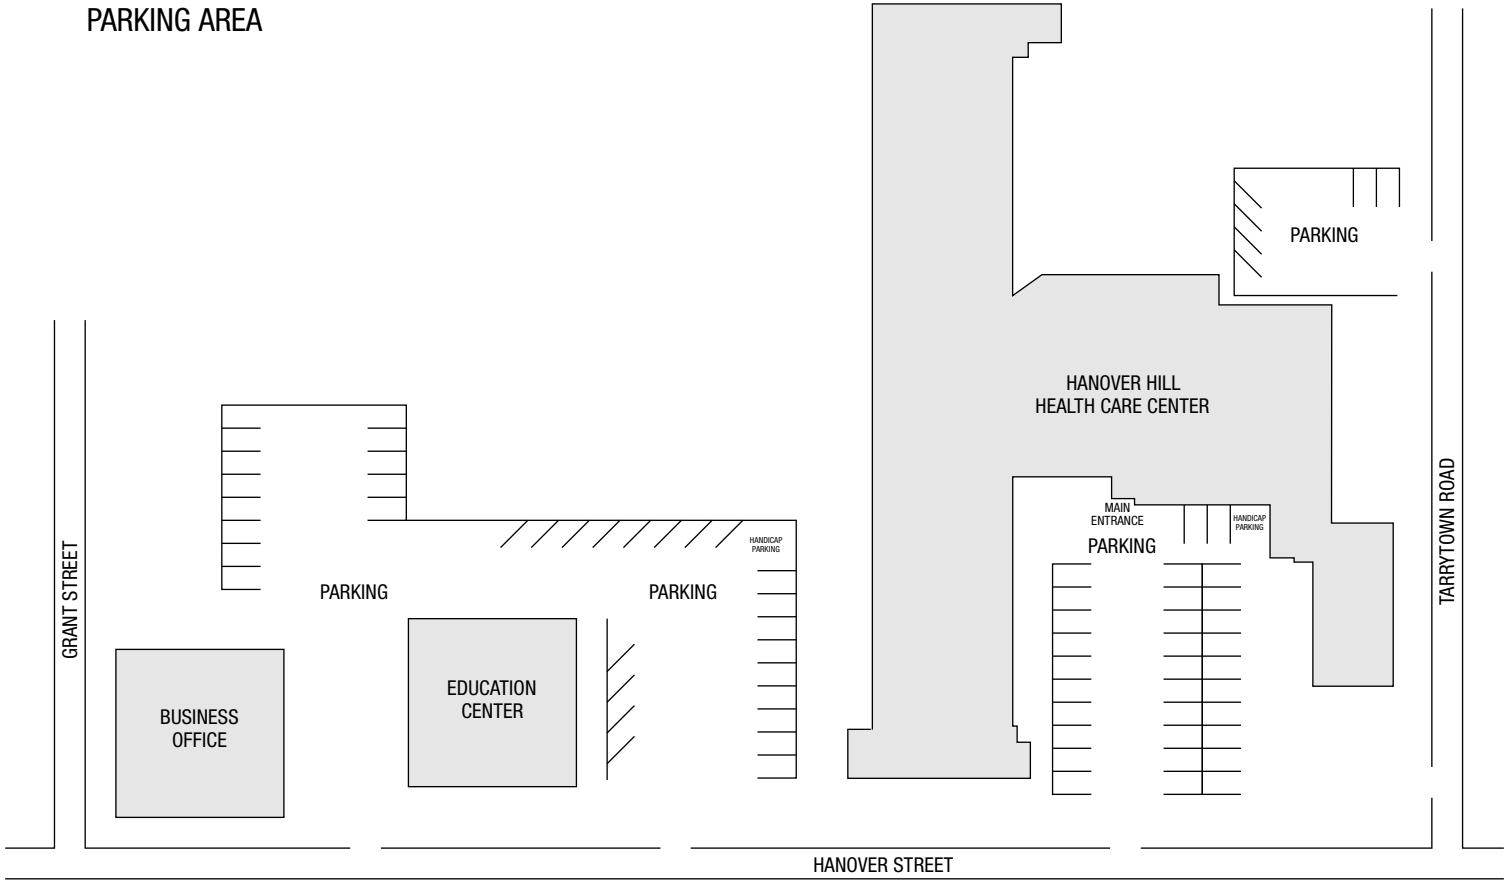 PARKING AREA
PARKING
HANOVER HILL
HEALTH CARE CENTER
MAIN
ENTRANCE
HANDICAP
PARKING
PARKING
HANDICAP
PARKING
PARKING
PARKING
GRANT STREET
TARRYTOWN ROAD
EDUCATION
CENTER
BUSINESS
OFFICE
HANOVER STREET